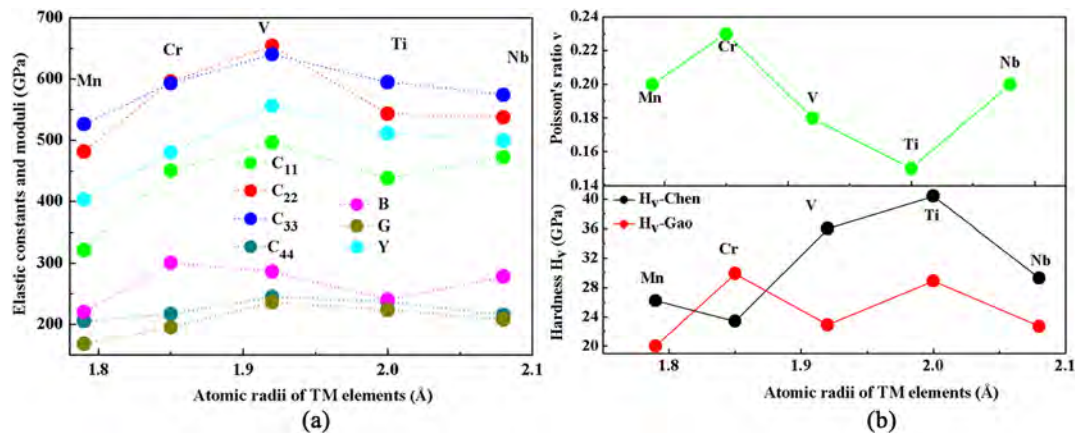 700
600
500
400
300
200
Elastic constants and moduli (GPa)
Mn
Cr
V
Ti
Nb
C11
C22
C33
C44
B
G
Y
1.8 1.9 2.0 2.1
Atomic radii of TM elements (Å)
(a)
(b)
0.24
0.22
0.20
0.18
0.16
0.14
Poisson's ratio ν
Mn
Cr
V
Ti
Nb
40
36
32
28
24
20
Hardness Hv (GPa)
Hv-Chen
Hv-Gao
Mn
Cr
V
Ti
Nb
1.8 1.9 2.0 2.1
Atomic radii of TM elements (Å)
(b)